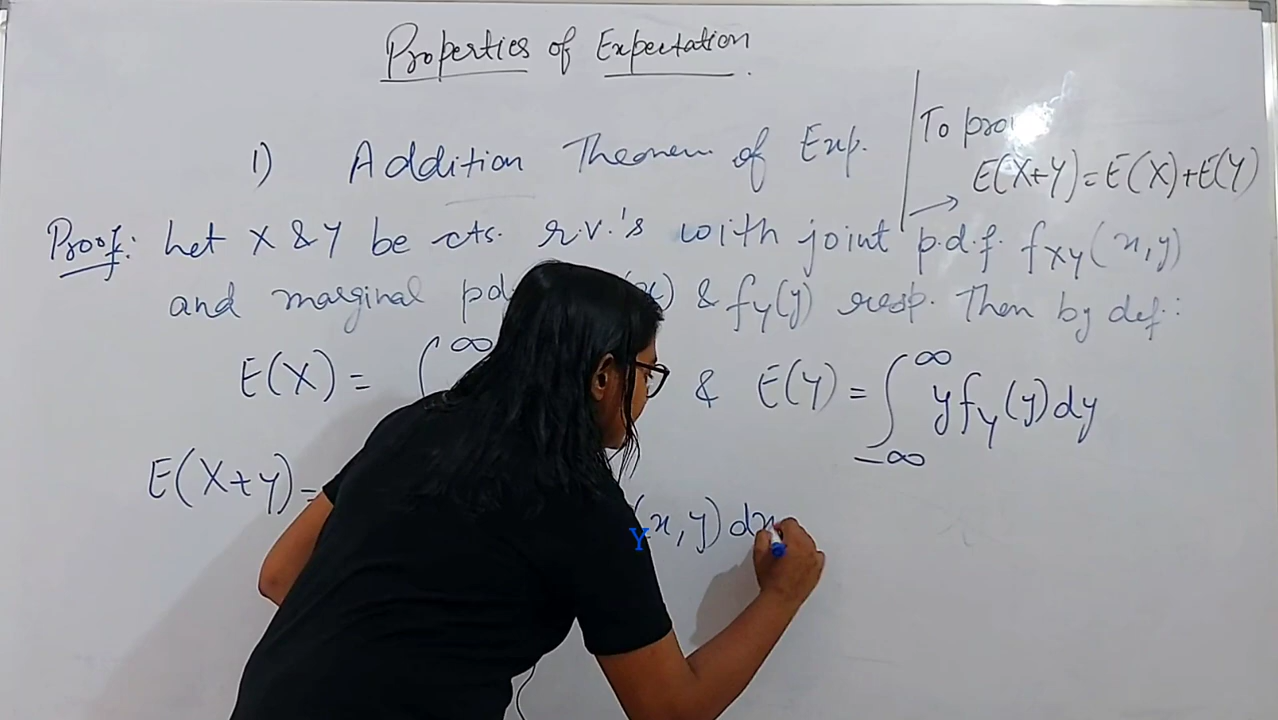 Properties of Expectation.
1) Addition Theorem of Exp.
To pro
→ E(X+Y)=E(X)+E(Y)
Proof: Let X & Y be cts. r.v.'s with joint p.d.f. fXY(x,y)
and marginal pd & fY(y) resp. Then by def:
E(X) = ∫ ∞ & E(Y) = ∫ ∞ -∞ y fY(y) dy
E(X+Y)= Y(x,y) dx